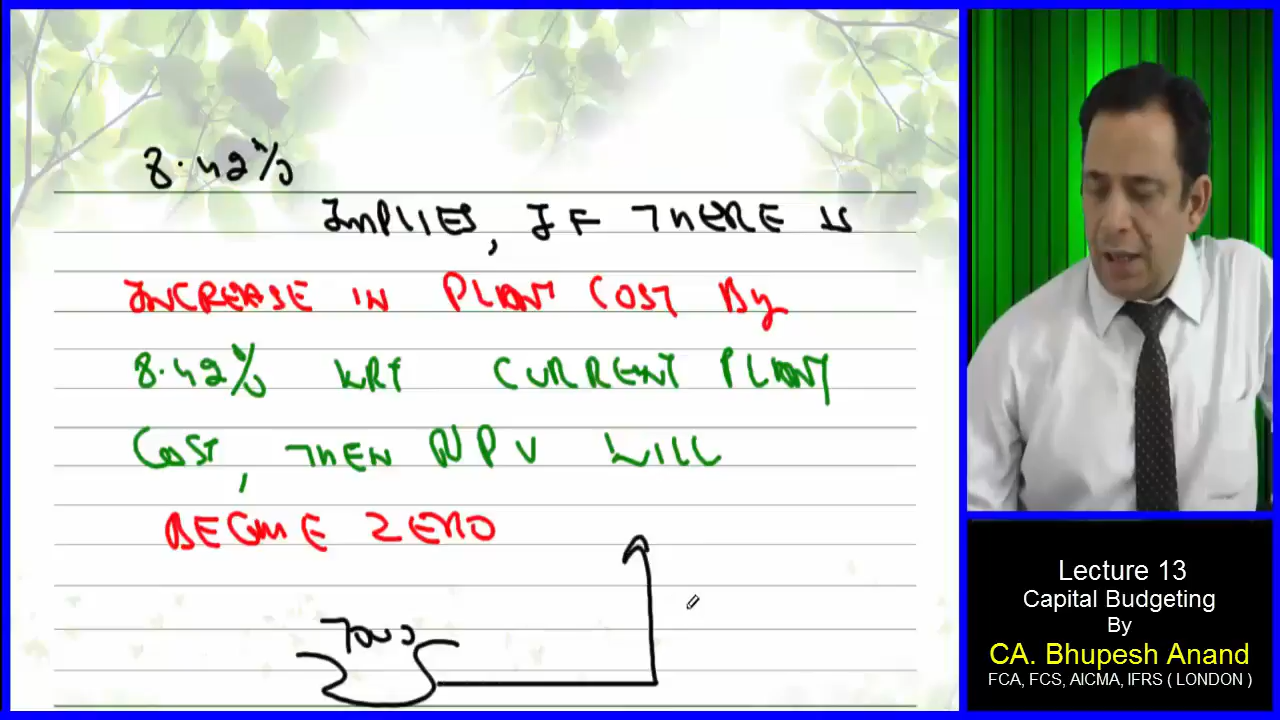 8.42%
IMPLIES, IF THERE IS
INCREASE IN PLANT COST By
8.42% WRT CURRENT PLANT
COST, THEN NPV WILL
BECOME ZERO
7000
Lecture 13
Capital Budgeting
By
CA. Bhupesh Anand
FCA, FCS, AICMA, IFRS ( LONDON )